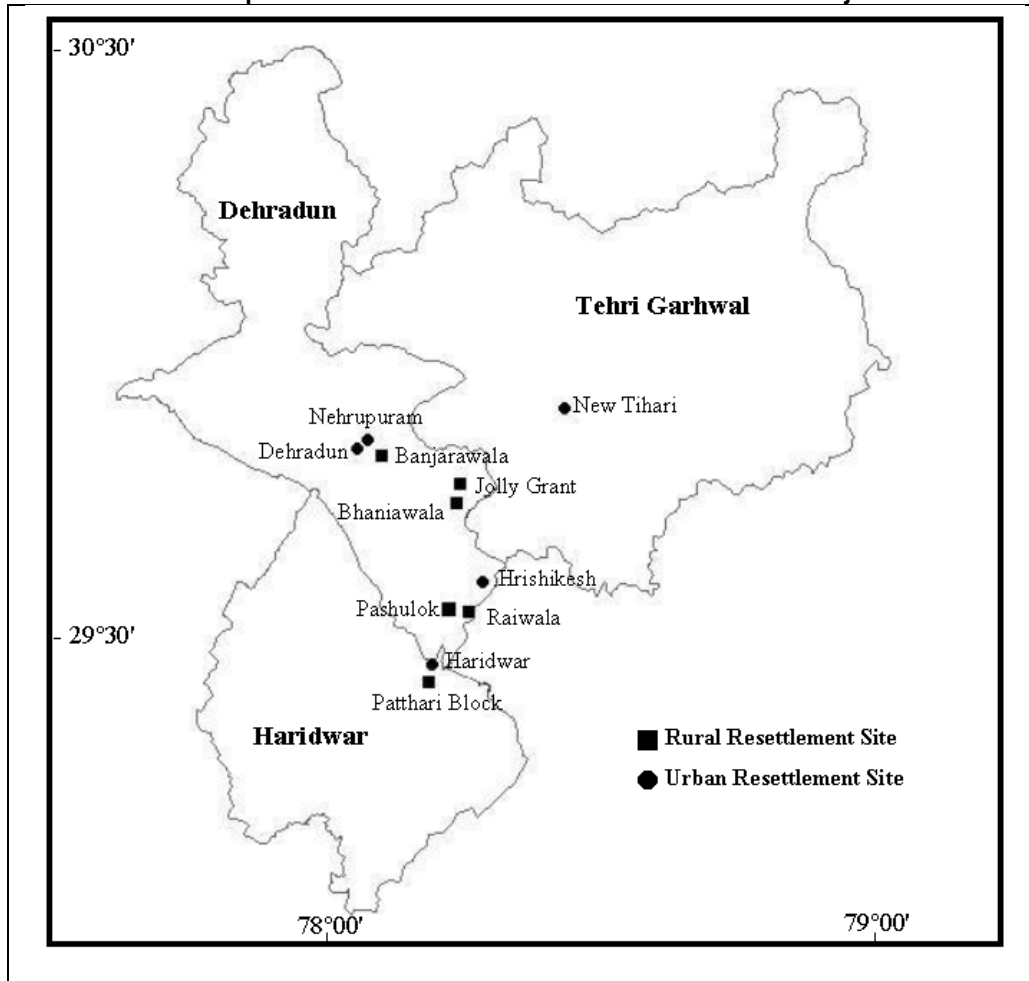 - 30°30'
Dehradun
Tehri Garhwal
New Tihari
Nehrupuram
Dehradun
Banjarawala
Jolly Grant
Bhaniawala
Hrishikesh
Pashulok
Raiwala
- 29°30'
Haridwar
Patthari Block
Haridwar
Rural Resettlement Site
Urban Resettlement Site
78°00'
79°00'